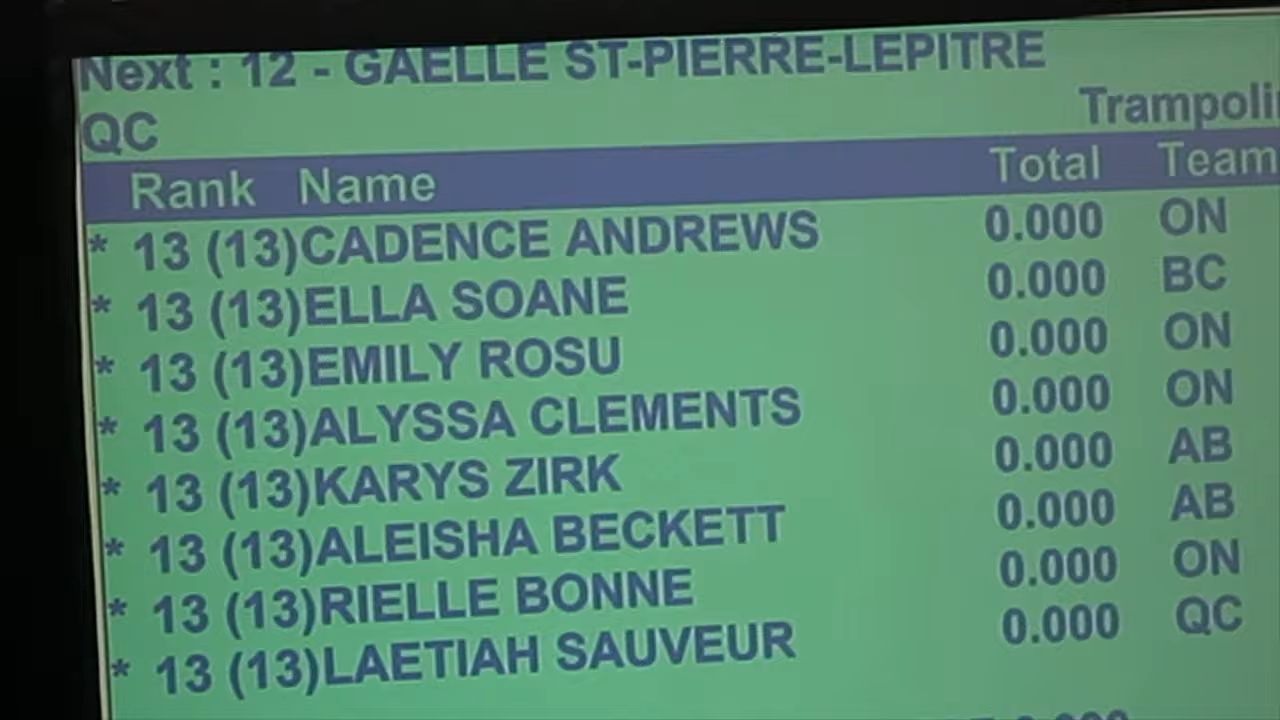 Next : 12 - GAELLE ST-PIERRE-LEPITRE
QC
Rank Name Total Team
* 13 (13)CADENCE ANDREWS 0.000 ON
* 13 (13)ELLA SOANE 0.000 BC
* 13 (13)EMILY ROSU 0.000 ON
* 13 (13)ALYSSA CLEMENTS 0.000 ON
* 13 (13)KARYS ZIRK 0.000 AB
* 13 (13)ALEISHA BECKETT 0.000 AB
* 13 (13)RIELLE BONNE 0.000 ON
* 13 (13)LAETIAH SAUVEUR 0.000 QC